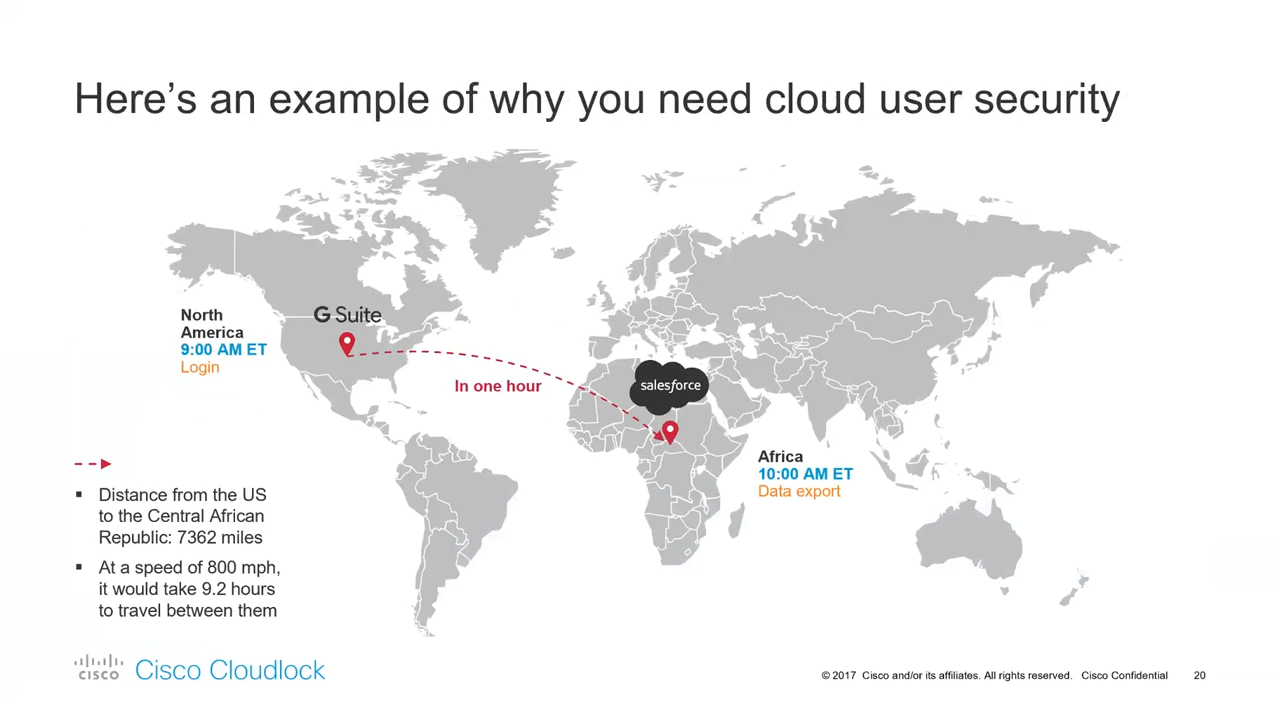 Here’s an example of why you need cloud user security
North
America
9:00 AM ET
Login
G Suite
In one hour
salesforce
Africa
10:00 AM ET
Data export
▪ Distance from the US
to the Central African
Republic: 7362 miles
▪ At a speed of 800 mph,
it would take 9.2 hours
to travel between them
CISCO
Cisco Cloudlock
© 2017 Cisco and/or its affiliates. All rights reserved. Cisco Confidential
20